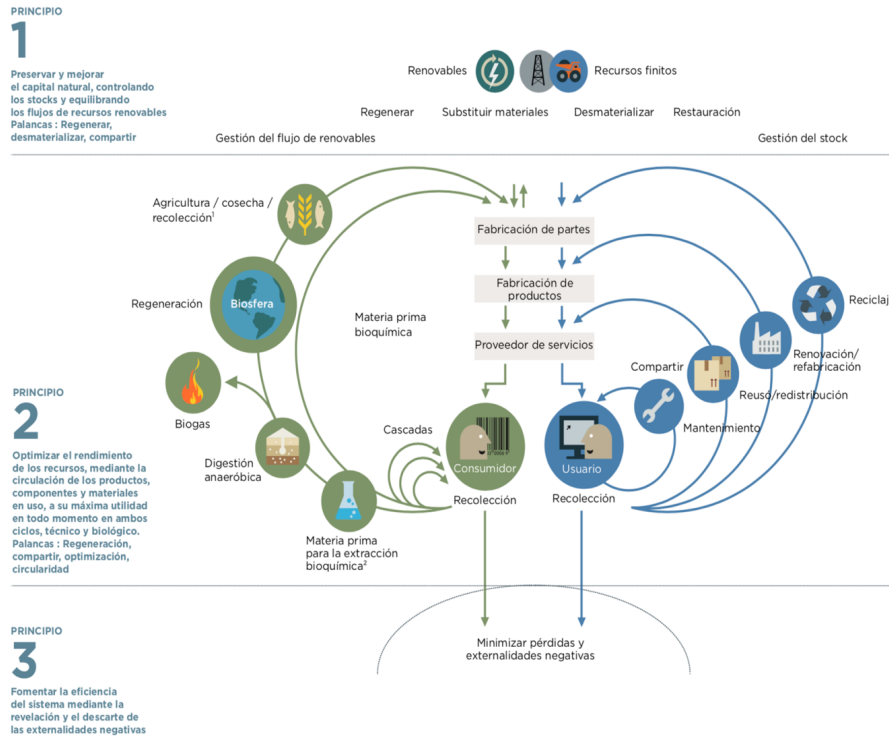 PRINCIPIO
1
Preservar y mejorar
el capital natural, controlando
los stocks y equilibrando
los flujos de recursos renovables
Palancas : Regenerar,
desmaterializar, compartir
Renovables
Recursos finitos
Regenerar
Substituir materiales
Desmaterializar
Restauración
Gestión del flujo de renovables
Gestión del stock
Agricultura / cosecha /
recolección¹
Regeneración
Biosfera
Biogas
Digestión
anaeróbica
Materia prima
para la extracción
bioquímica²
Materia prima
bioquímica
Cascadas
Fabricación de partes
Fabricación de
productos
Proveedor de servicios
Consumidor
Recolección
Usuario
Recolección
Compartir
Mantenimiento
Reuso/redistribución
Renovación/
refabricación
Reciclaj
PRINCIPIO
2
Optimizar el rendimiento
de los recursos, mediante la
circulación de los productos,
componentes y materiales
en uso, a su máxima utilidad
en todo momento en ambos
ciclos, técnico y biológico.
Palancas : Regeneración,
compartir, optimización,
circularidad
PRINCIPIO
3
Fomentar la eficiencia
del sistema mediante la
revelación y el descarte de
las externalidades negativas
Minimizar pérdidas y
externalidades negativas